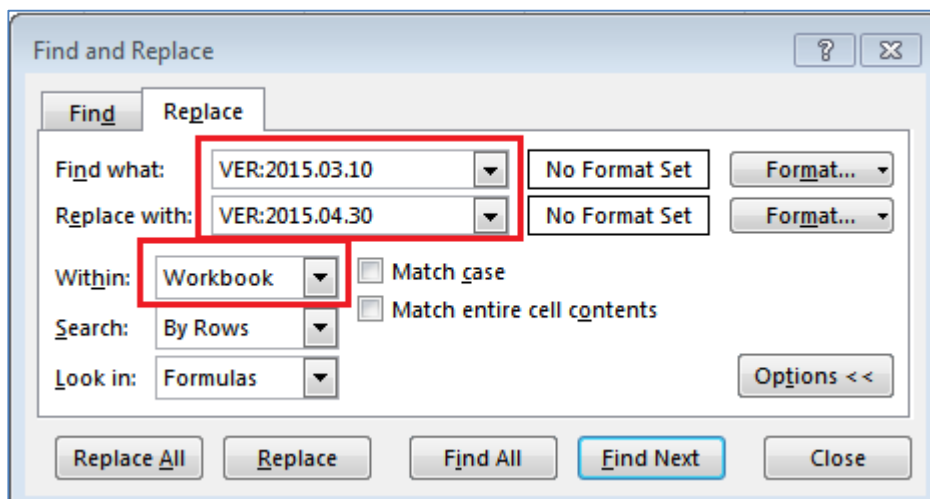 Find and Replace
Find Replace
Find what: VER:2015.03.10 No Format Set Format...
Replace with: VER:2015.04.30 No Format Set Format...
Within: Workbook Match case
Match entire cell contents
Search: By Rows
Look in: Formulas Options <<
Replace All Replace Find All Find Next Close